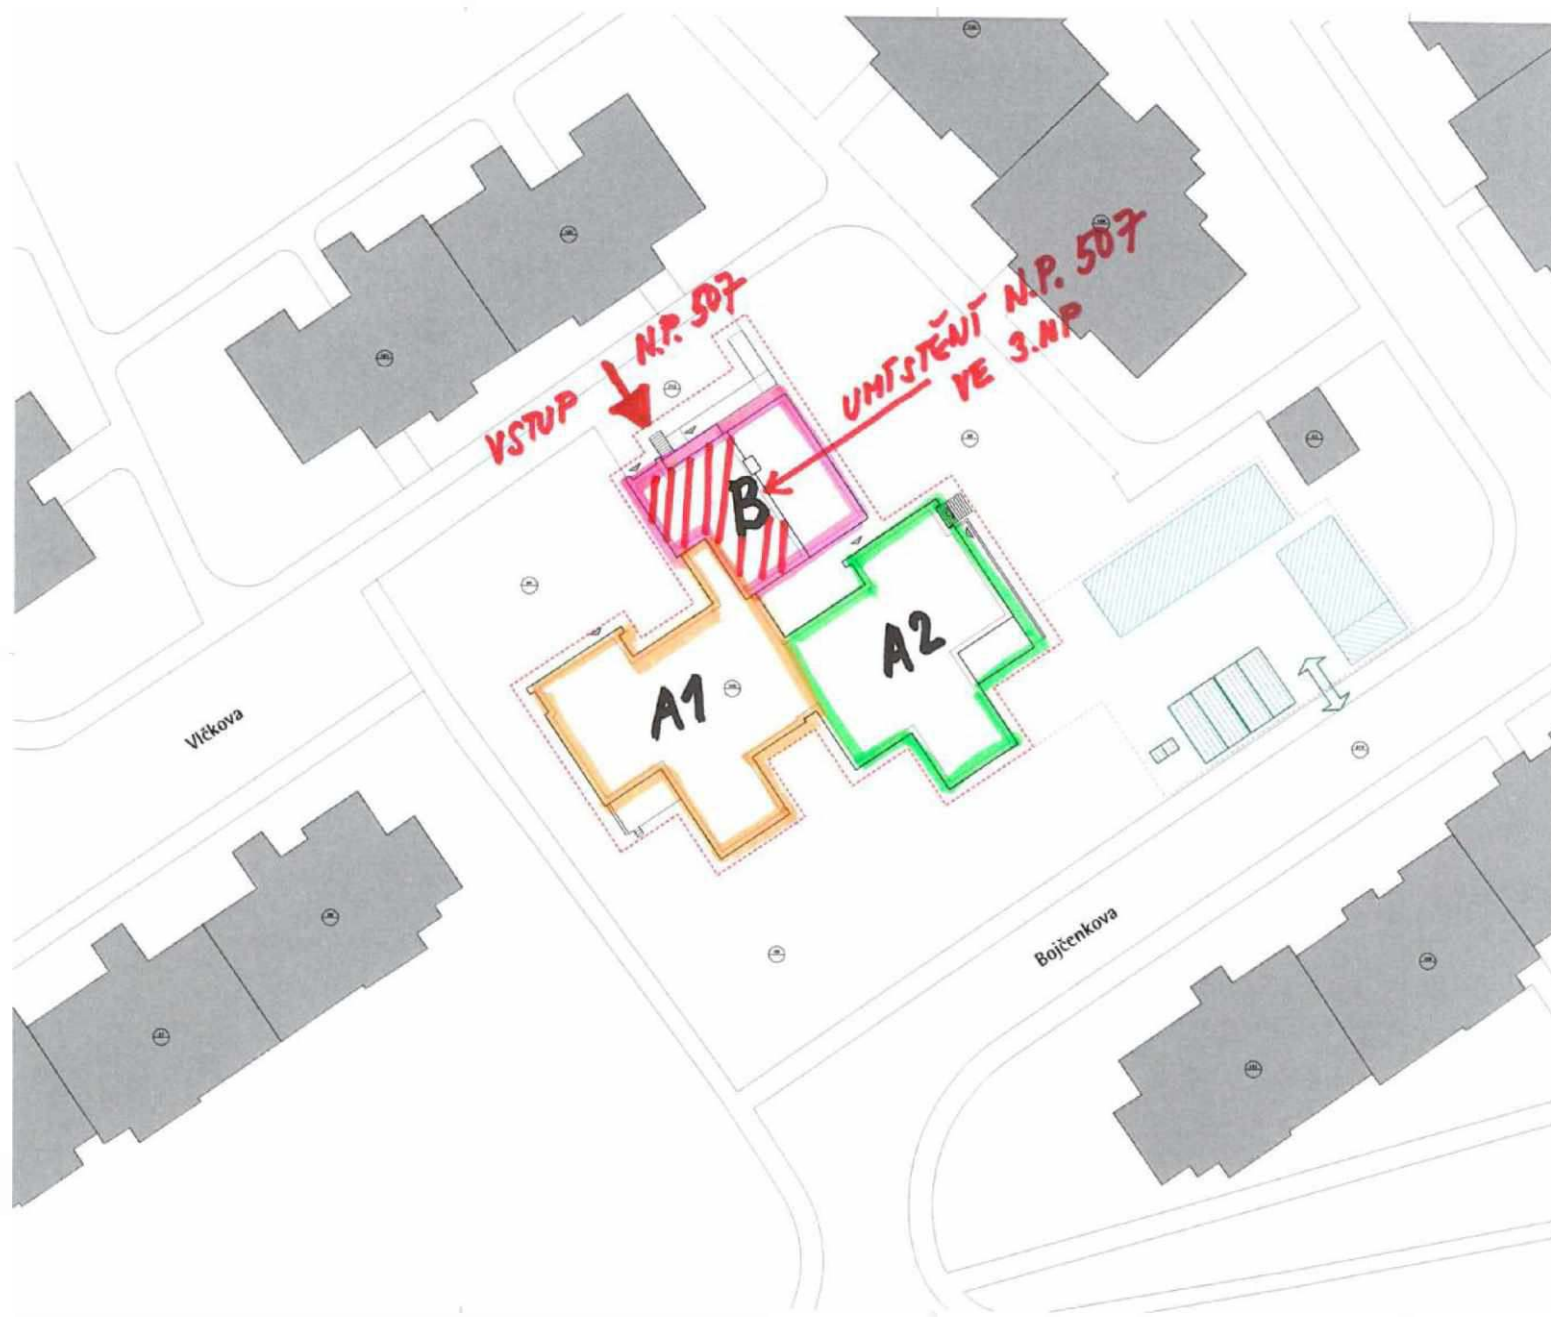 VSTUP N.P. 507
UMÍSTĚNÍ N.P. 507
VE 3.NP
B
A2
A1
Vlčkova
Bojčenkova